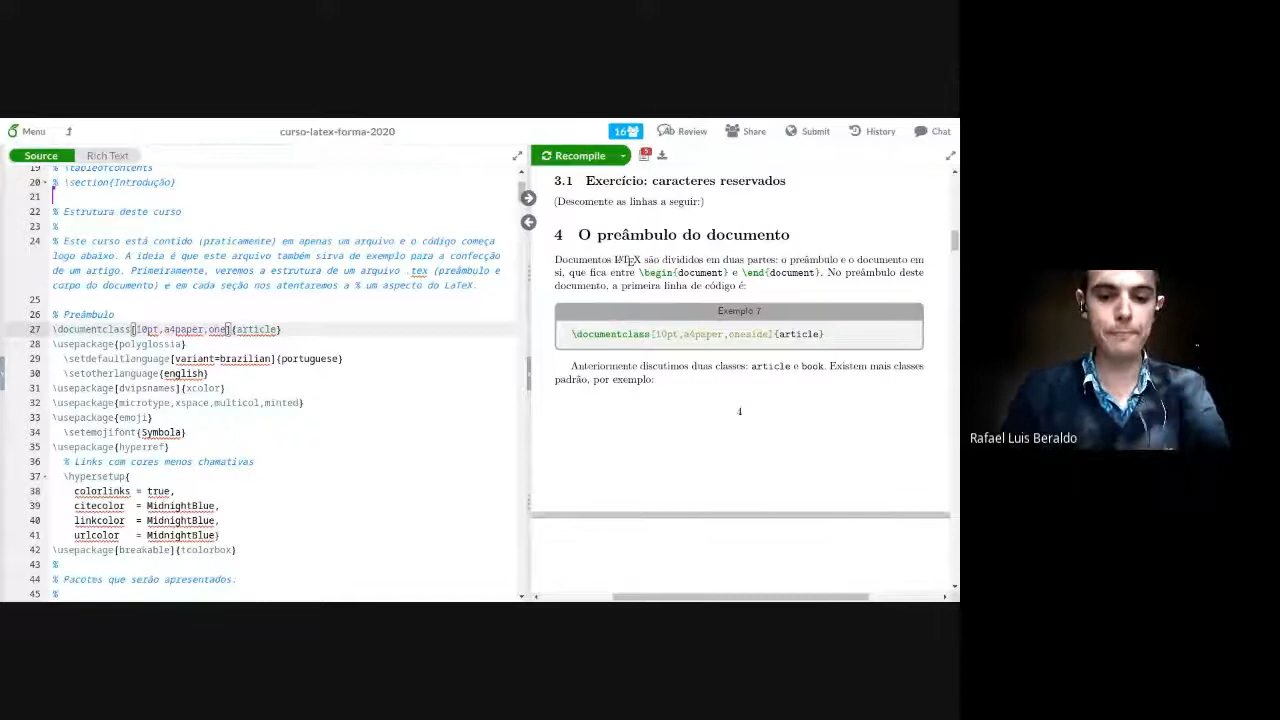 Menu
curso-latex-forma-2020
16
Review
Share
Submit
History
Chat
Source
Rich Text
Recompile
5
19 % \tableofcontents
20 % \section{Introdução}
21
22 % Estrutura deste curso
23 %
24 % Este curso está contido (praticamente) em apenas um arquivo e o código começa
logo abaixo. A ideia é que este arquivo também sirva de exemplo para a confecção
de um artigo. Primeiramente, veremos a estrutura de um arquivo .tex (preâmbulo e
corpo do documento) e em cada seção nos atentaremos a % um aspecto do LaTeX.
25
26 % Preâmbulo
27 \documentclass[10pt,a4paper,one]{article}
28 \usepackage{polyglossia}
29 \setdefaultlanguage[variant=brazilian]{portuguese}
30 \setotherlanguage{english}
31 \usepackage[dvipsnames]{xcolor}
32 \usepackage{microtype,xspace,multicol,minted}
33 \usepackage{emoji}
34 \setemojifont{Symbola}
35 \usepackage{hyperref}
36 % Links com cores menos chamativas
37 \hypersetup{
38 colorlinks = true,
39 citecolor = MidnightBlue,
40 linkcolor = MidnightBlue,
41 urlcolor = MidnightBlue}
42 \usepackage[breakable]{tcolorbox}
43 %
44 % Pacotes que serão apresentados:
45 %
3.1 Exercício: caracteres reservados
(Descomente as linhas a seguir:)
4 O preâmbulo do documento
Documentos LATEX são divididos em duas partes: o preâmbulo e o documento em
si, que fica entre \begin{document} e \end{document}. No preâmbulo deste
documento, a primeira linha de código é:
Exemplo 7
\documentclass[10pt,a4paper,oneside]{article}
Anteriormente discutimos duas classes: article e book. Existem mais classes
padrão, por exemplo:
4
Rafael Luis Beraldo